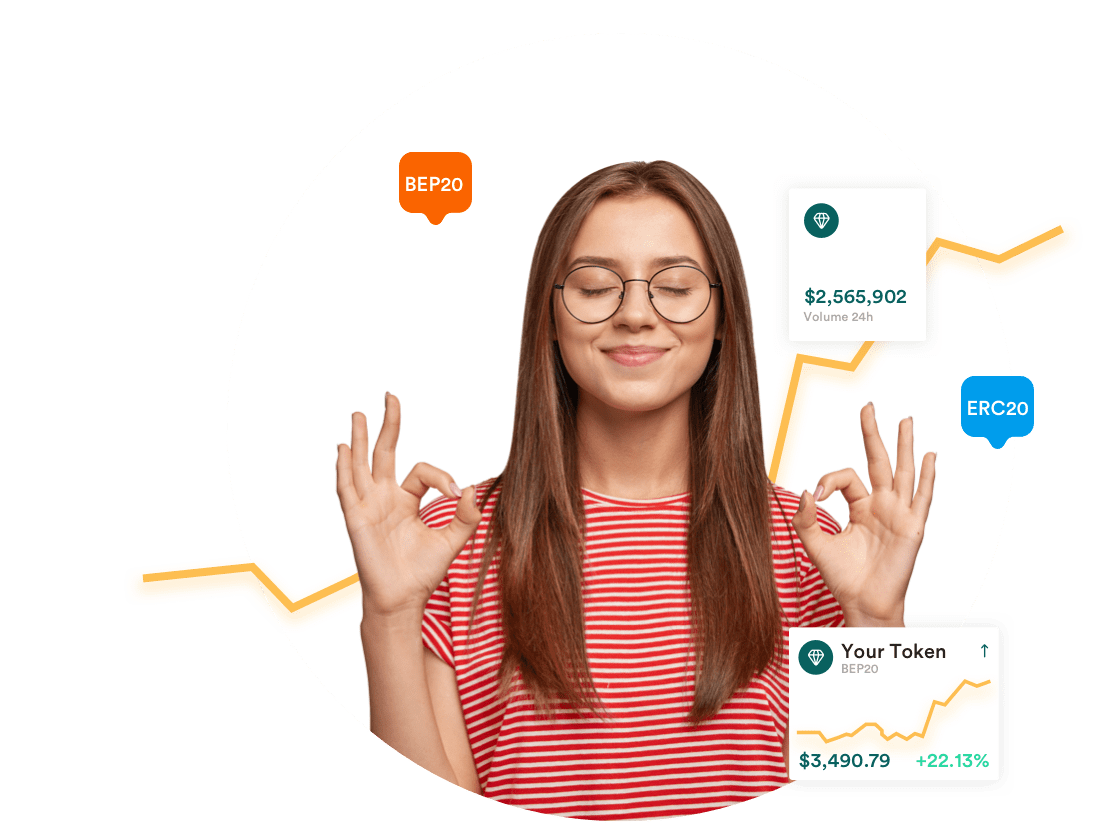 BEP20
$2,565,902
Volume 24h
ERC20
Your Token ↑
BEP20
$3,490.79 +22.13%